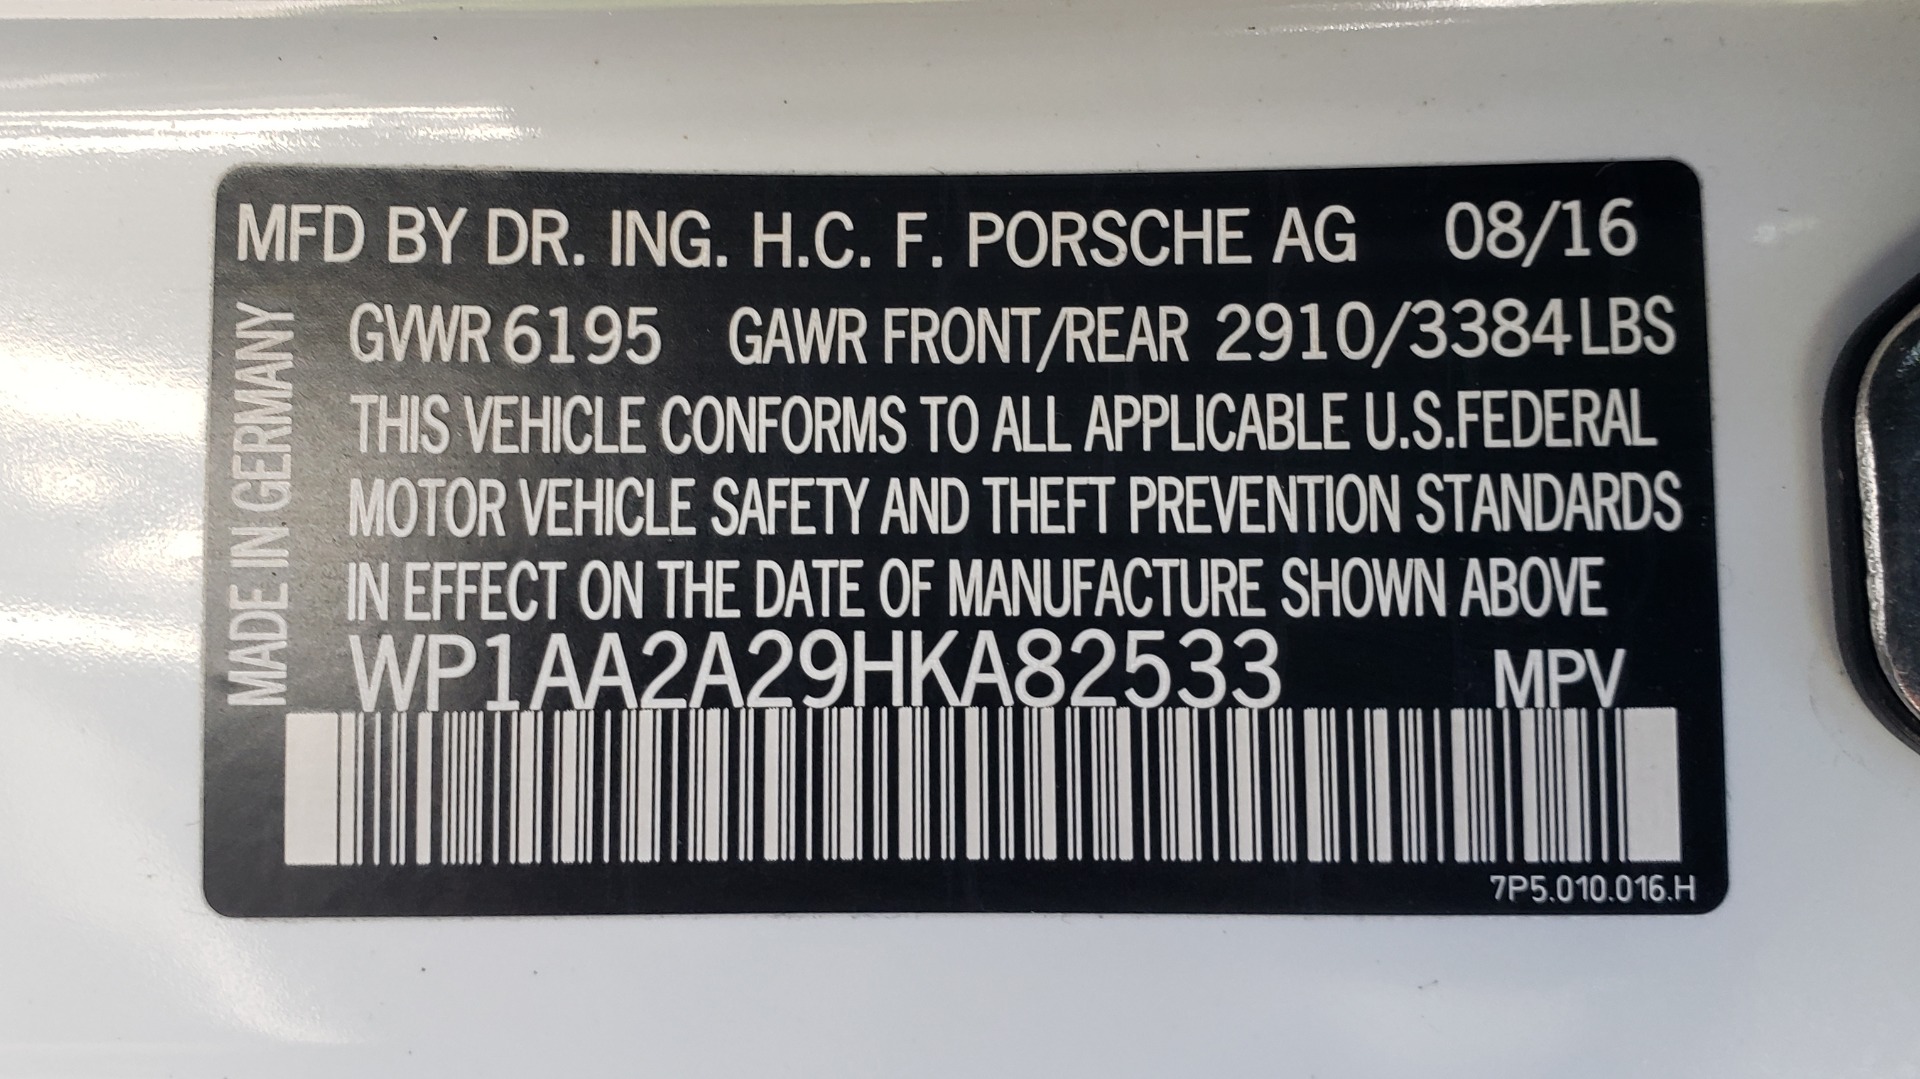 MFD BY DR. ING. H.C. F. PORSCHE AG 08/16
GVWR 6195 GAWR FRONT/REAR 2910/3384 LBS
THIS VEHICLE CONFORMS TO ALL APPLICABLE U.S.FEDERAL
MOTOR VEHICLE SAFETY AND THEFT PREVENTION STANDARDS
IN EFFECT ON THE DATE OF MANUFACTURE SHOWN ABOVE
WP1AA2A29HKA82533 MPV
7P5.010.016.H
MADE IN GERMANY